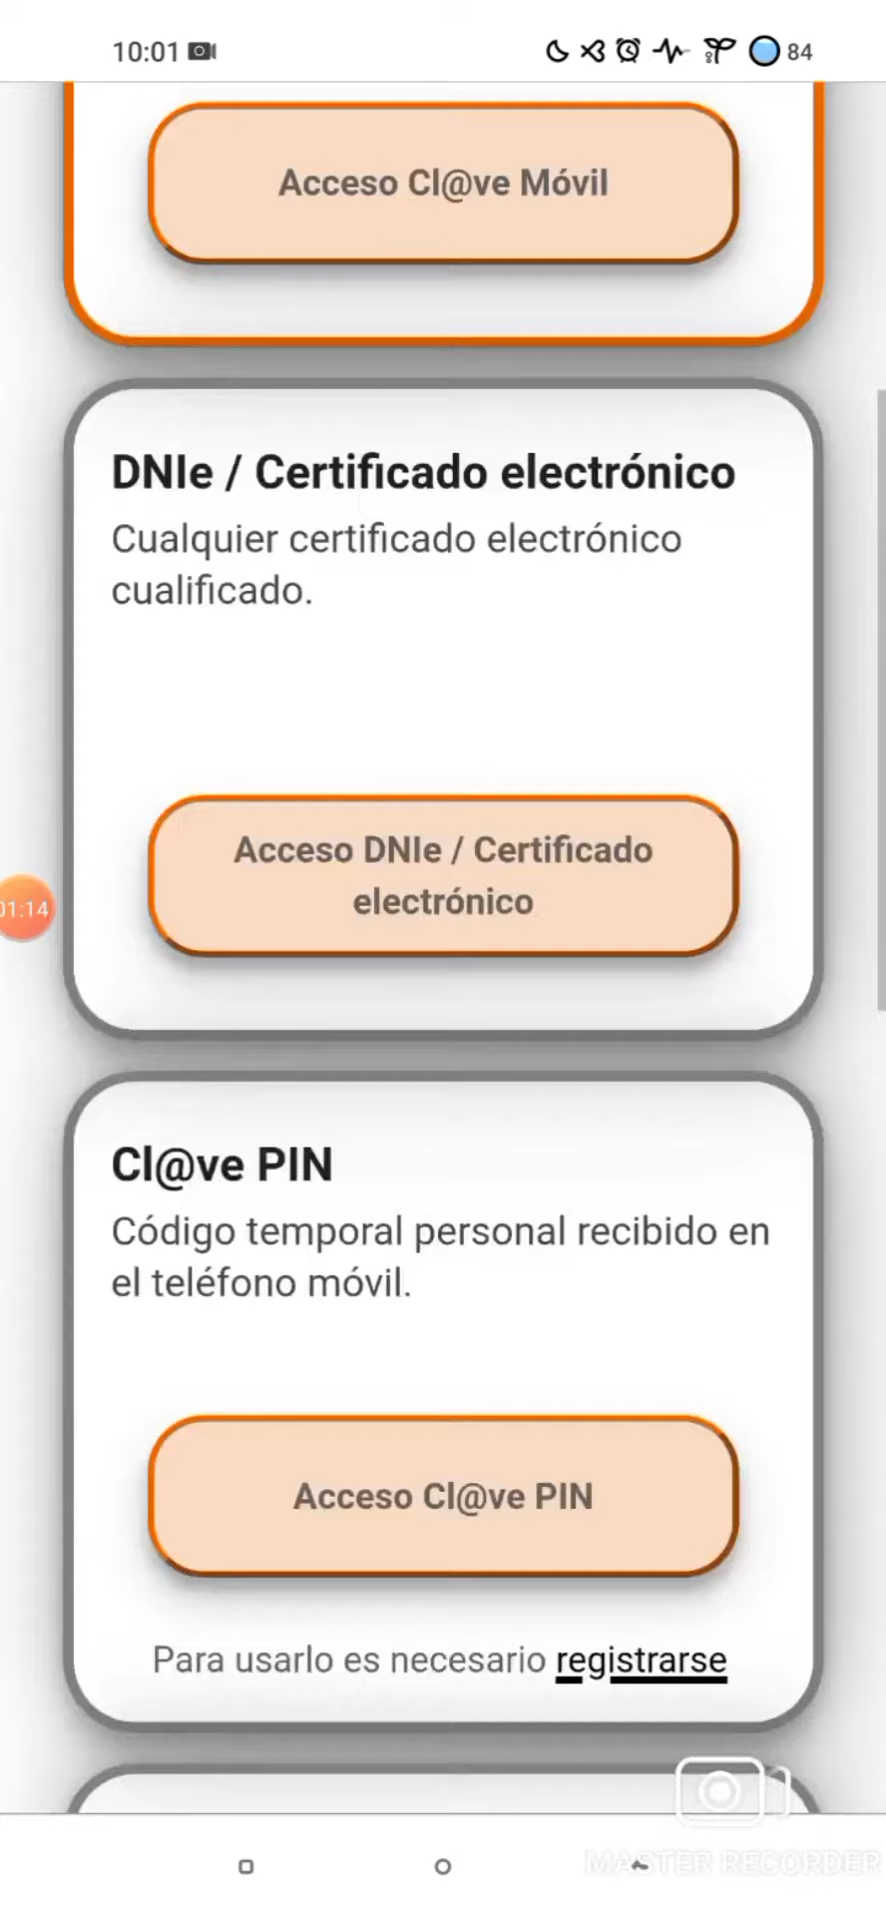 10:01
84
Acceso Cl@ve Móvil
DNIe / Certificado electrónico
Cualquier certificado electrónico
cualificado.
Acceso DNIe / Certificado
electrónico
01:14
Cl@ve PIN
Código temporal personal recibido en
el teléfono móvil.
Acceso Cl@ve PIN
Para usarlo es necesario registrarse
MASTER RECORDER